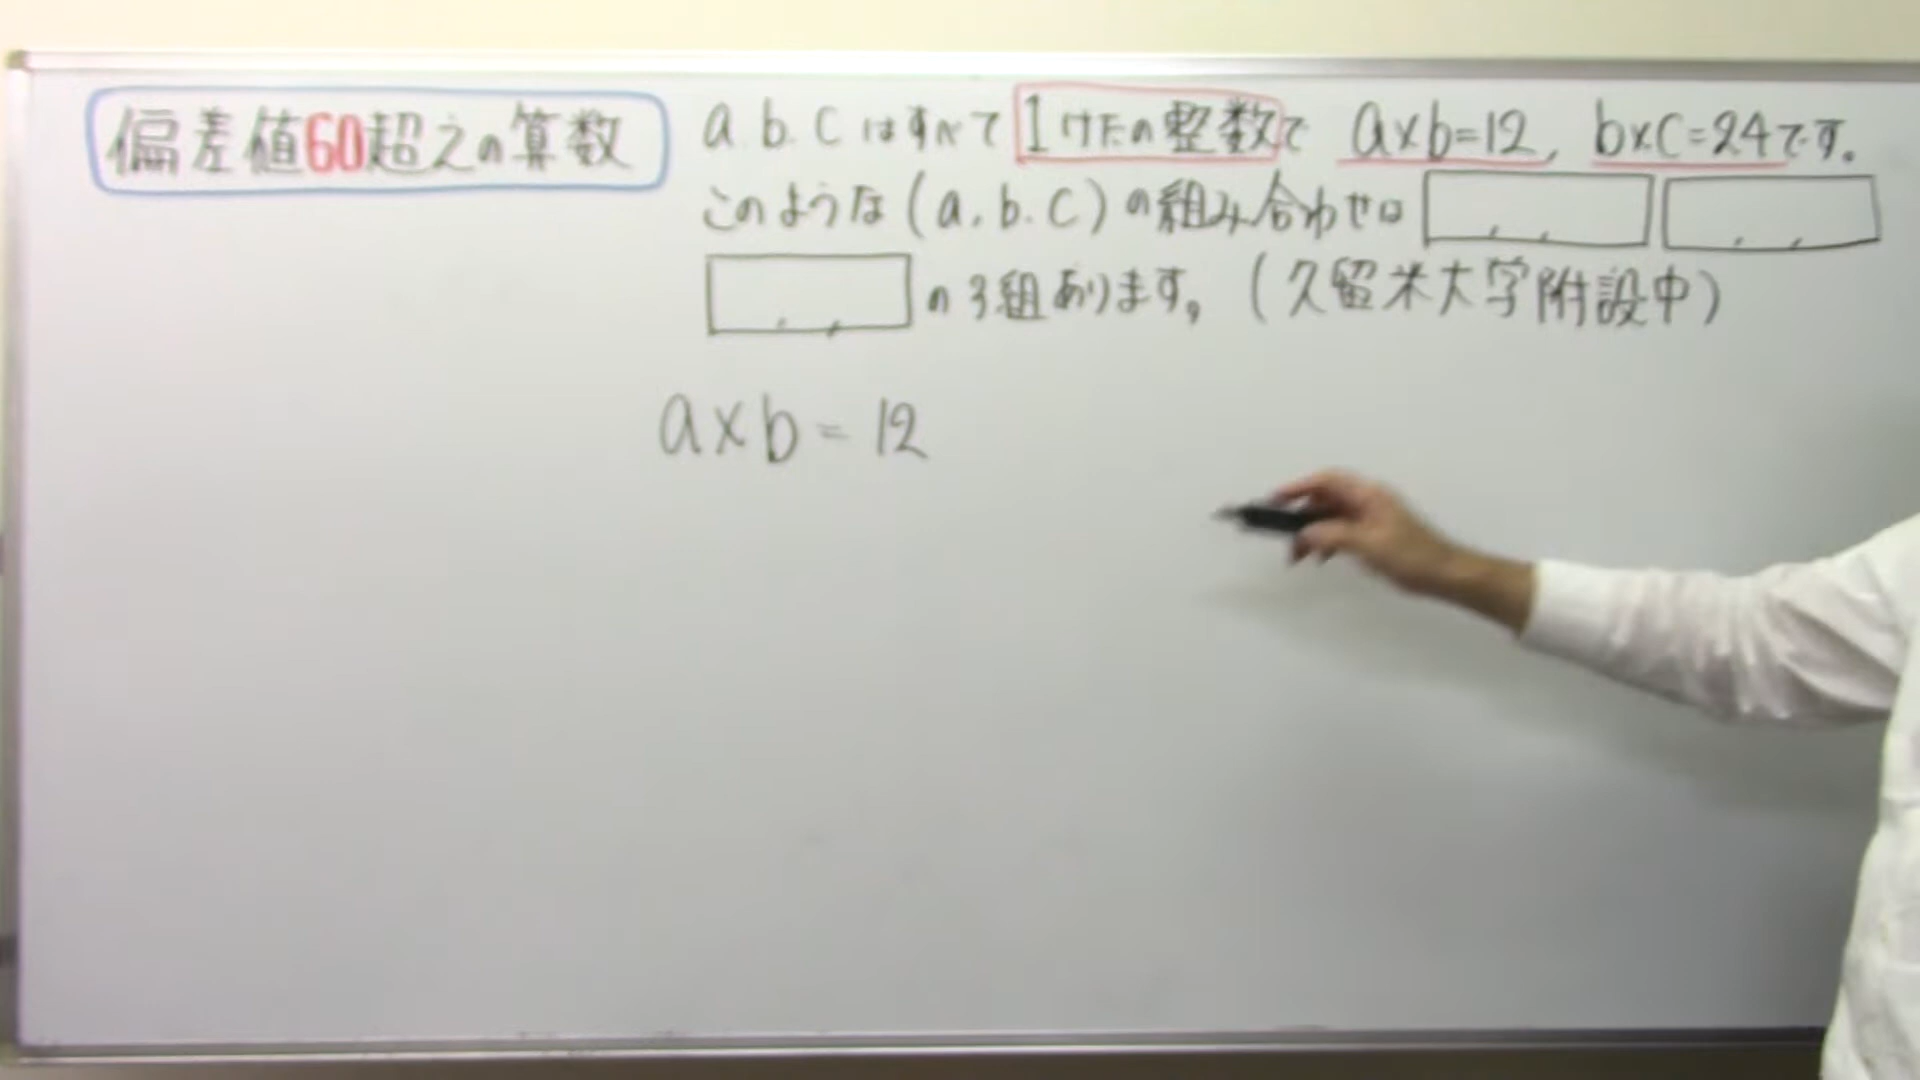 偏差値60超えの算数
a.b.cはすべて1けたの整数で a×b=12, b×c=24です。
このような(a.b.c)の組み合わせは
の3組あります。(久留米大学附設中)
a×b=12